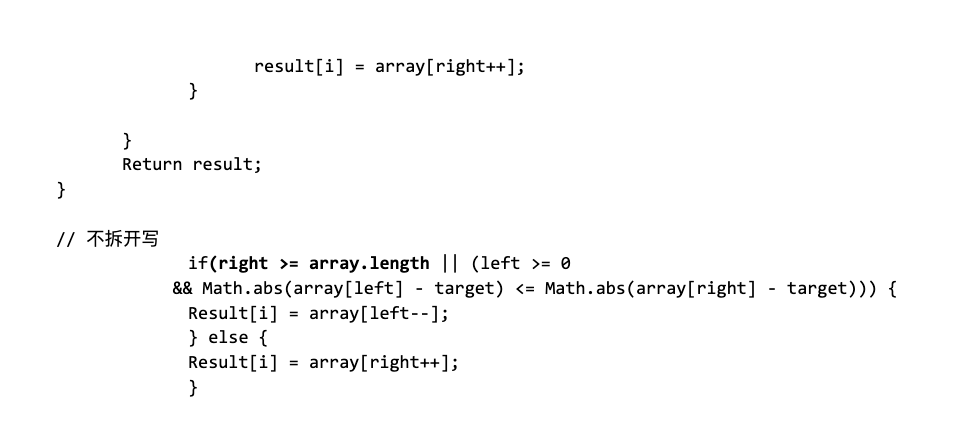 result[i] = array[right++];
}
}
Return result;
}
// 不拆开写
if(right >= array.length || (left >= 0
&& Math.abs(array[left] - target) <= Math.abs(array[right] - target))) {
Result[i] = array[left--];
} else {
Result[i] = array[right++];
}